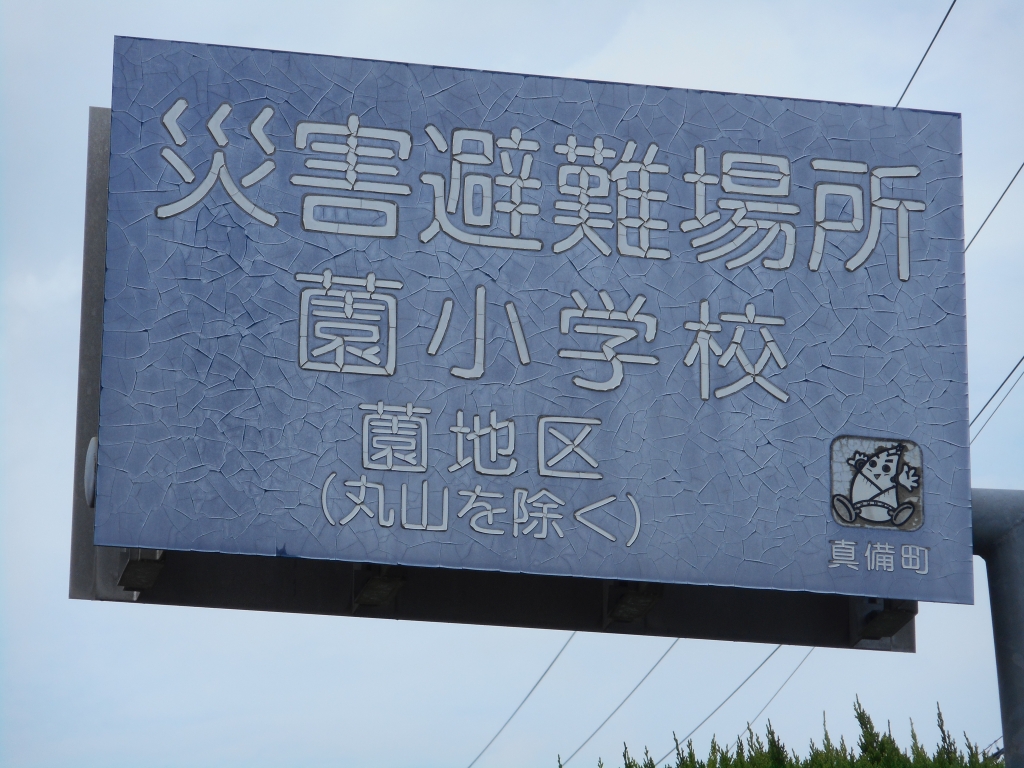 災害避難場所
薗小学校
薗地区
(丸山を除く)
真備町